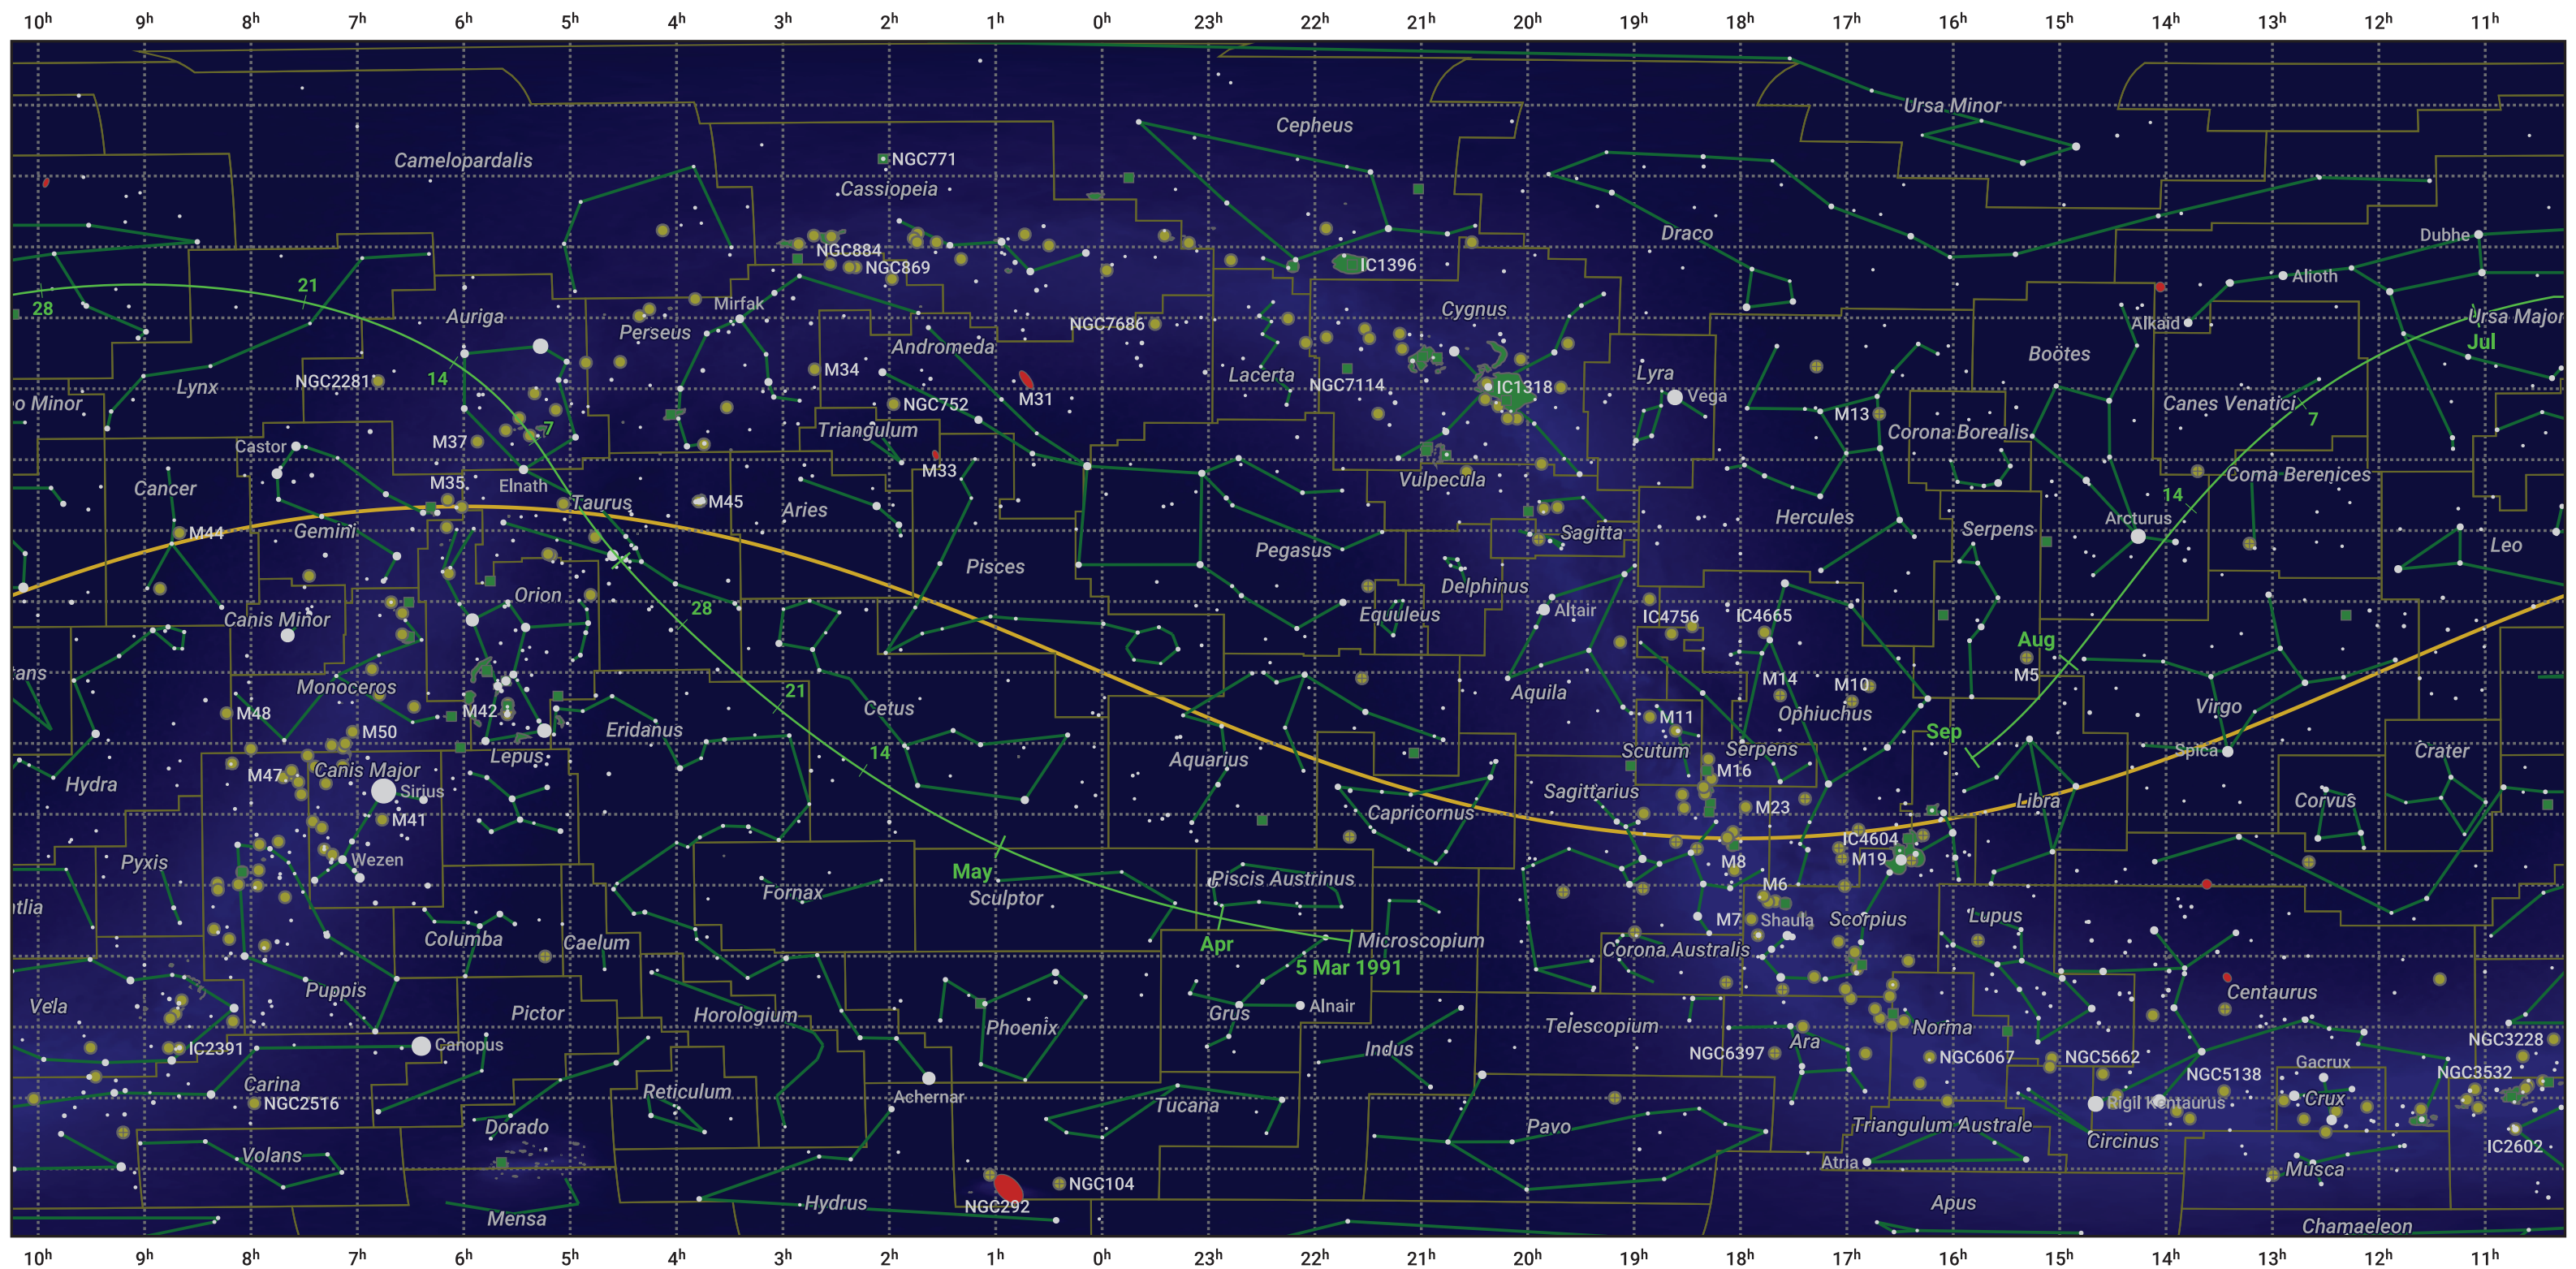 10h 9h 8h 7h 6h 5h 4h 3h 2h 1h 0h 23h 22h 21h 20h 19h 18h 17h 16h 15h 14h 13h 12h 11h
Ursa Minor
Cepheus
Camelopardalis
NGC771
Cassiopeia
Draco
Dubhe
NGC884
NGC869
IC1396
Alioth
21
28
Mirfak
Auriga
Perseus
NGC7686
Cygnus
Alkaid
Ursa Major
Jul
Andromeda
Boötes
14
NGC2281
Lynx
M34
Lacerta
NGC7114
IC1318
Lyra
Vega
o Minor
NGC752
M31
M13
Canes Venatici
7
7
M37
Triangulum
Corona Borealis
Castor
M33
Coma Berenices
Cancer
M35
Elnath
Vulpecula
14
Taurus
M45
Aries
Hercules
Arcturus
M44
Gemini
Sagitta
Serpens
Pegasus
Leo
Pisces
Orion
Delphinus
28
Canis Minor
Equuleus
Altair
IC4756
IC4665
Aug
ans
Monoceros
21
M14
M10
M5
Aquila
M48
M42
Cetus
M11
Ophiuchus
Virgo
M50
Eridanus
Sep
Lepus
14
Aquarius
Scutum
Serpens
Spica
Crater
Hydra
M47
Canis Major
M16
Sirius
Sagittarius
M23
Libra
Corvus
M41
Capricornus
IC4604
Pyxis
Wezen
May
M8
M19
Fornax
Sculptor
Piscis Austrinus
M6
tlia
M7
Shaula
Scorpius
Lupus
Columba
Caelum
Apr
Microscopium
Corona Australis
5 Mar 1991
Puppis
Centaurus
Vela
Pictor
Horologium
Grus
Alnair
Phoenix
Telescopium
Norma
Ara
IC2391
Canopus
Indus
NGC6397
NGC6067
NGC5662
NGC3228
Gacrux
Carina
NGC2516
Reticulum
Achernar
Tucana
NGC5138
NGC3532
Rigil Kentaurus
Crux
Dorado
Pavo
Triangulum Australe
Circinus
IC2602
Volans
Atria
Musca
NGC104
NGC292
Mensa
Hydrus
Apus
Chamaeleon
10h 9h 8h 7h 6h 5h 4h 3h 2h 1h 0h 23h 22h 21h 20h 19h 18h 17h 16h 15h 14h 13h 12h 11h